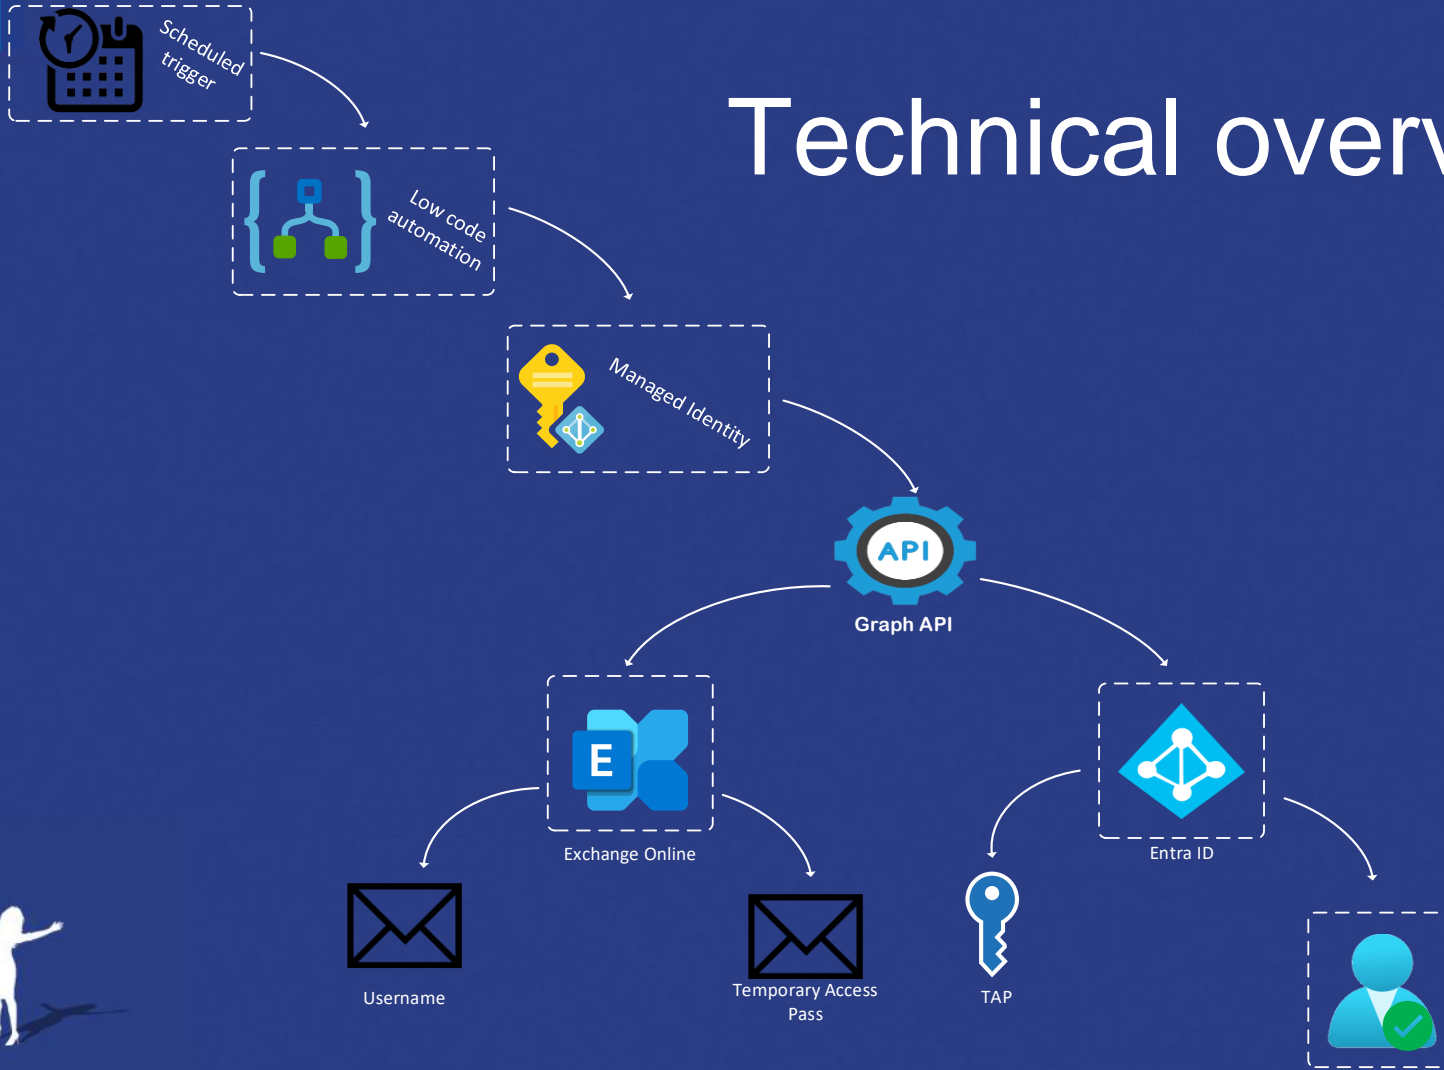 Scheduled
trigger
Technical overv
Low code
automation
Managed Identity
API
Graph API
E
Exchange Online
Entra ID
Username
Temporary Access
Pass
TAP